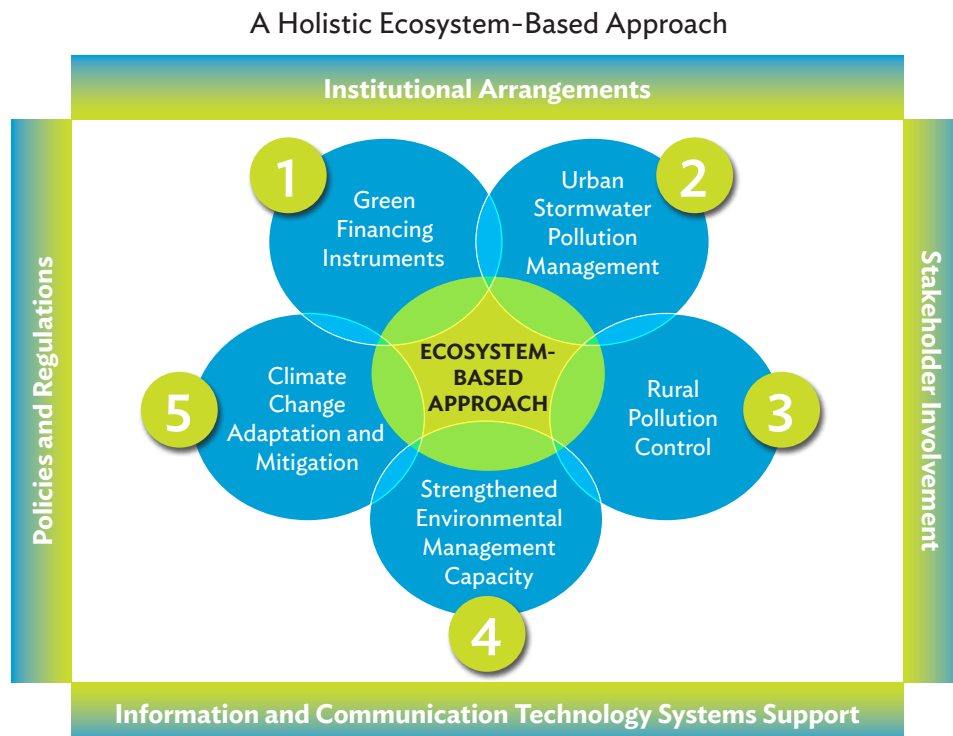 A Holistic Ecosystem-Based Approach
Institutional Arrangements
Policies and Regulations
Stakeholder Involvement
1
Green
Financing
Instruments
2
Urban
Stormwater
Pollution
Management
ECOSYSTEM-
BASED
APPROACH
3
Rural
Pollution
Control
4
Strengthened
Environmental
Management
Capacity
5
Climate
Change
Adaptation and
Mitigation
Information and Communication Technology Systems Support